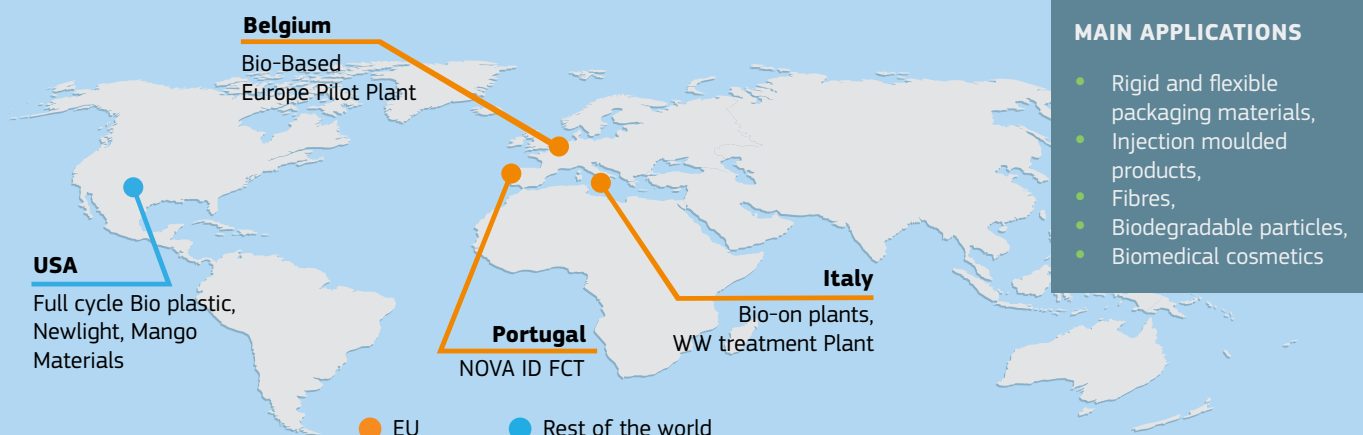 Belgium
Bio-Based
Europe Pilot Plant
USA
Full cycle Bio plastic,
Newlight, Mango
Materials
Portugal
NOVA ID FCT
Italy
Bio-on plants,
WW treatment Plant
EU
Rest of the world
MAIN APPLICATIONS
• Rigid and flexible
packaging materials,
• Injection moulded
products,
• Fibres,
• Biodegradable particles,
• Biomedical cosmetics